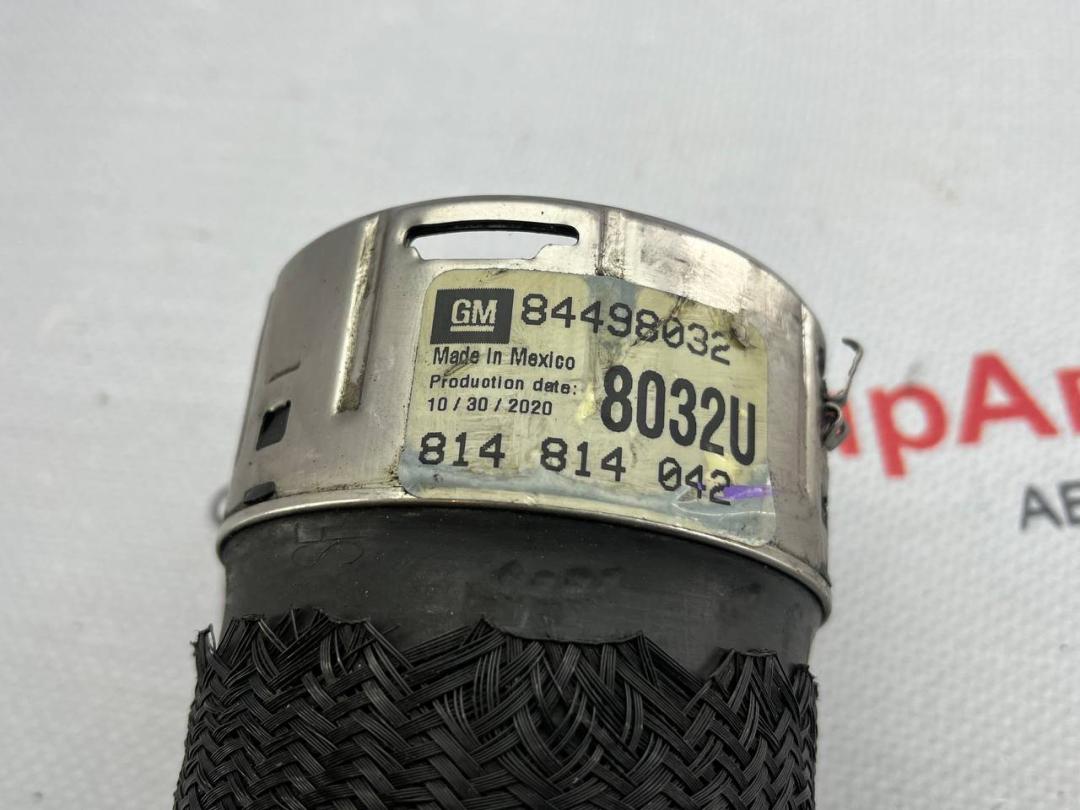 GM 84498032
Made In Mexico
Production date:
10 / 30 / 2020
8032U
814 814 042